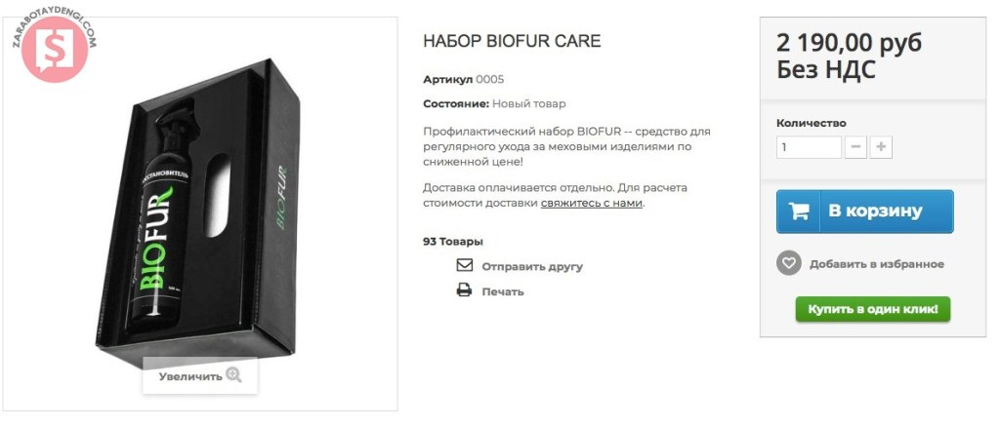 ZARABOTAYDENGI.COM
НАБОР BIOFUR CARE
Артикул 0005
Состояние: Новый товар
Профилактический набор BIOFUR -- средство для
регулярного ухода за меховыми изделиями по
сниженной цене!
Доставка оплачивается отдельно. Для расчета
стоимости доставки свяжитесь с нами.
93 Товары
Отправить другу
Печать
2 190,00 руб
Без НДС
Количество
1
В корзину
Добавить в избранное
Купить в один клик!
BIOFUR
BIOFUR
Увеличить